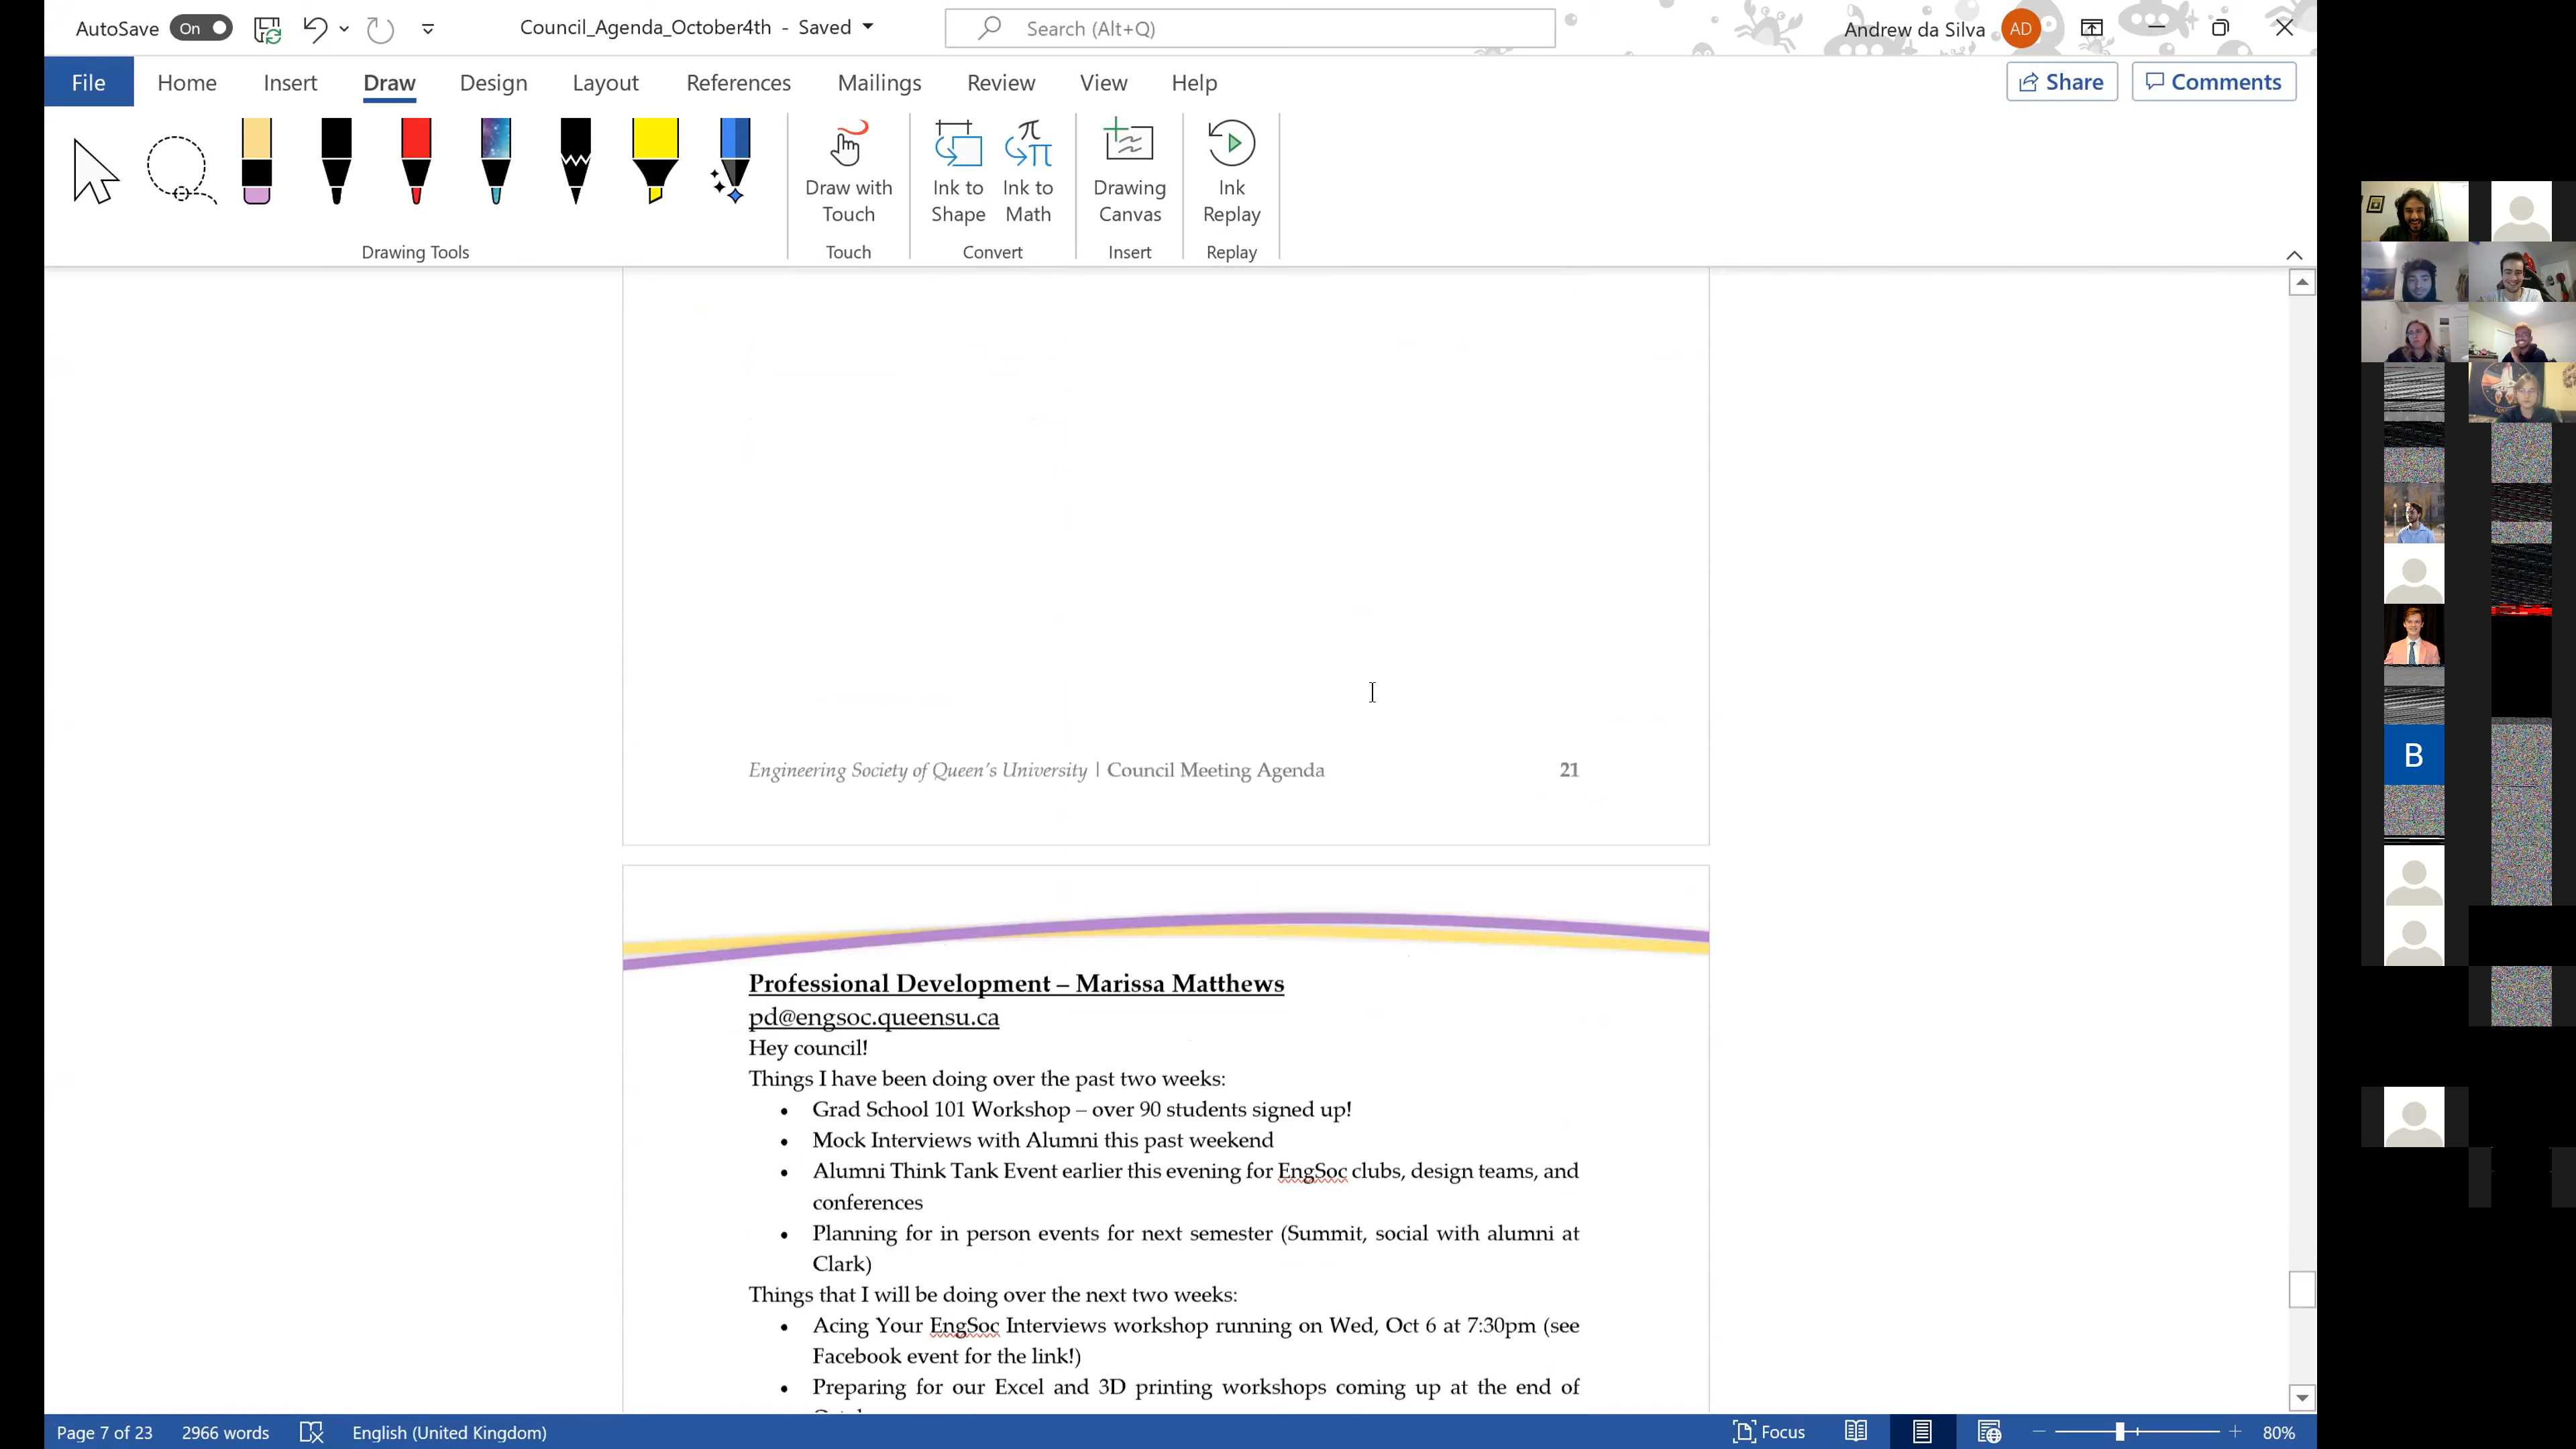 AutoSave On Council_Agenda_October4th - Saved Search (Alt+Q) Andrew da Silva AD
File Home Insert Draw Design Layout References Mailings Review View Help Share Comments
Draw with Touch
Ink to Shape
Ink to Math
Drawing Canvas
Ink Replay
Drawing Tools Touch Convert Insert Replay
Engineering Society of Queen's University | Council Meeting Agenda 21
Professional Development – Marissa Matthews
pd@engsoc.queensu.ca
Hey council!
Things I have been doing over the past two weeks:
• Grad School 101 Workshop – over 90 students signed up!
• Mock Interviews with Alumni this past weekend
• Alumni Think Tank Event earlier this evening for EngSoc clubs, design teams, and
conferences
• Planning for in person events for next semester (Summit, social with alumni at
Clark)
Things that I will be doing over the next two weeks:
• Acing Your EngSoc Interviews workshop running on Wed, Oct 6 at 7:30pm (see
Facebook event for the link!)
• Preparing for our Excel and 3D printing workshops coming up at the end of
B
Page 7 of 23 2966 words English (United Kingdom) Focus 80%